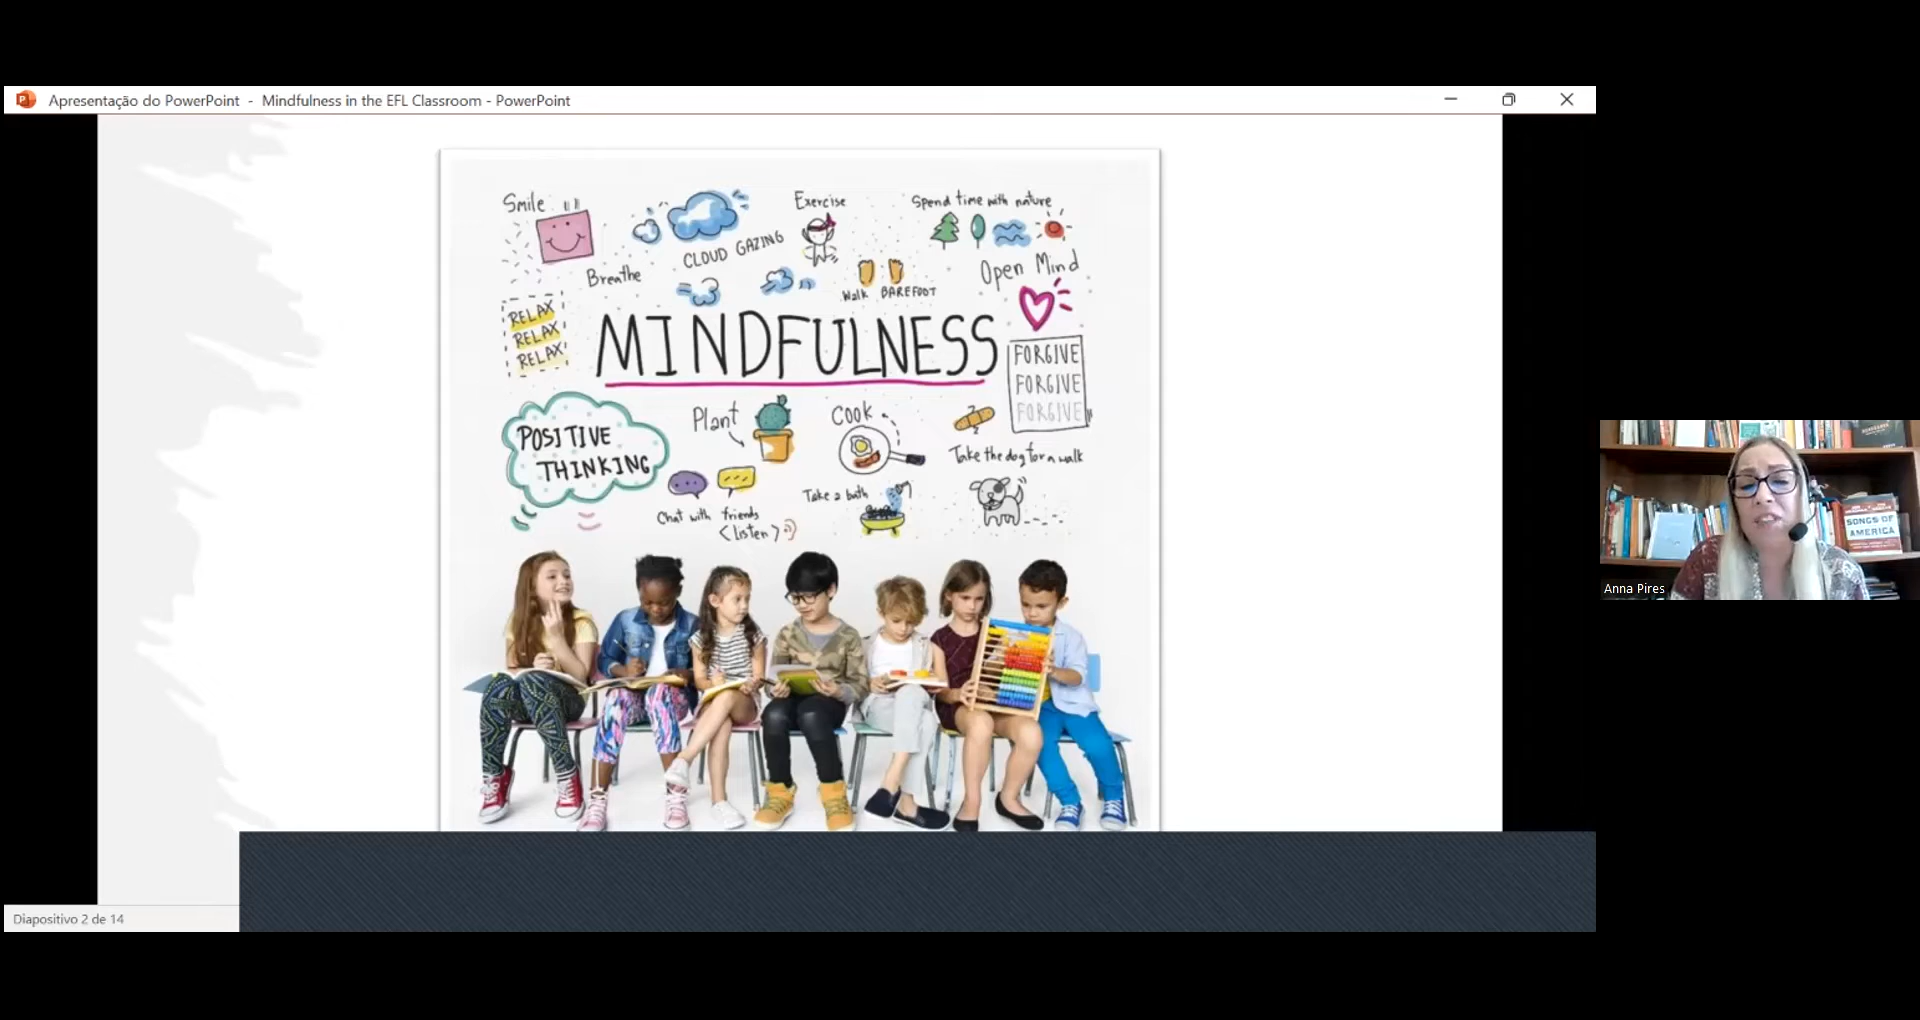 Apresentação do PowerPoint - Mindfulness in the EFL Classroom - PowerPoint
Smile
Exercise
Spend time with nature
CLOUD GAZING
Breathe
Open Mind
Walk BAREFOOT
RELAX
RELAX
RELAX
MINDFULNESS
FORGIVE
FORGIVE
FORGIVE
POSITIVE
THINKING
Plant
Cook
Take the dog for a walk
Chat with friends
<listen>
Take a bath
SONGS OF
AMERICA
Anna Pires
Diapositivo 2 de 14